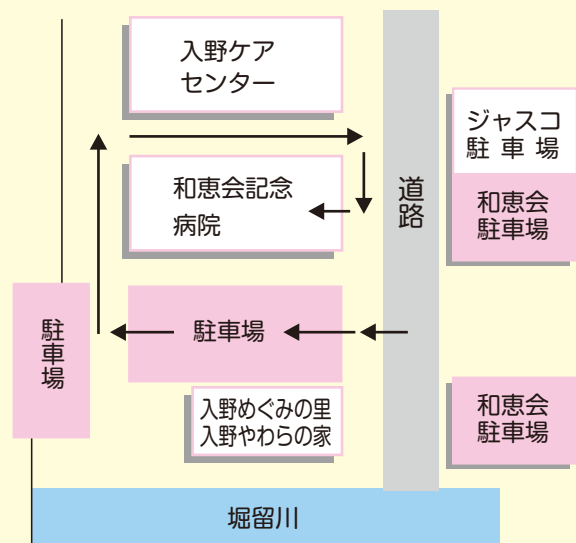 入野ケア
センター
ジャスコ
駐車場
和恵会記念
病院
道路
和恵会
駐車場
駐車場
駐車場
入野めぐみの里
入野やわらの家
和恵会
駐車場
堀留川